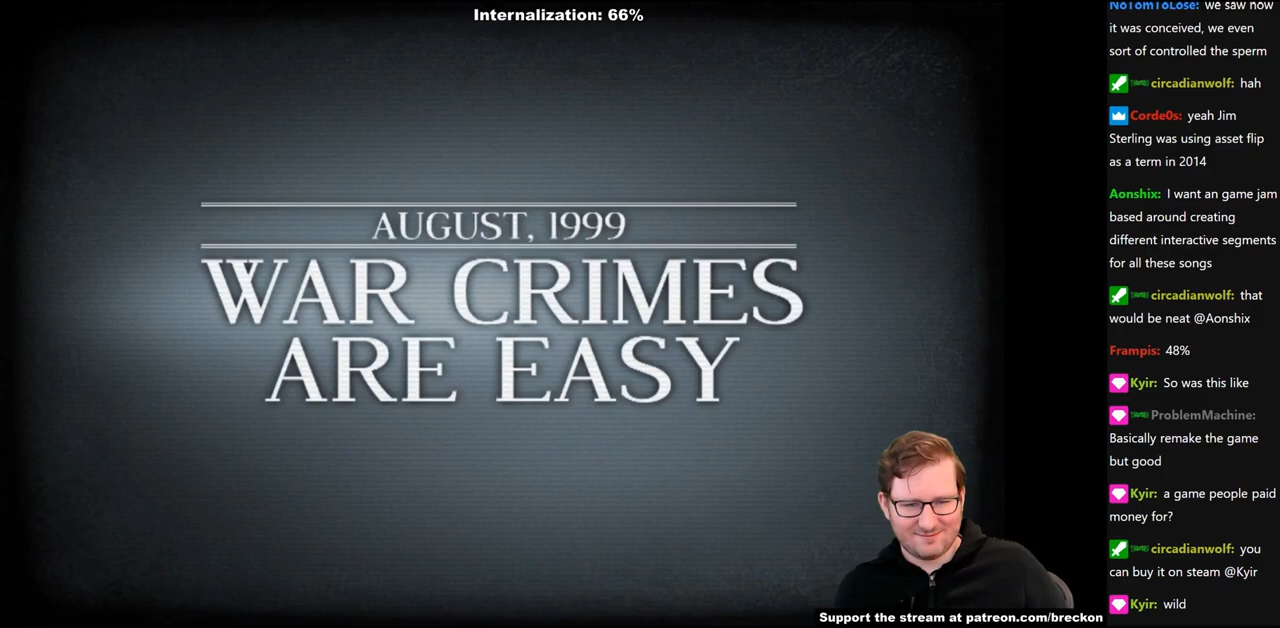 Internalization: 66%
AUGUST, 1999
WAR CRIMES
ARE EASY
Support the stream at patreon.com/breckon
NoTomToLose: we saw how
it was conceived, we even
sort of controlled the sperm
circadianwolf: hah
Corde0s: yeah Jim
Sterling was using asset flip
as a term in 2014
Aonshix: I want an game jam
based around creating
different interactive segments
for all these songs
circadianwolf: that
would be neat @Aonshix
Frampis: 48%
Kyir: So was this like
ProblemMachine:
Basically remake the game
but good
Kyir: a game people paid
money for?
circadianwolf: you
can buy it on steam @Kyir
Kyir: wild